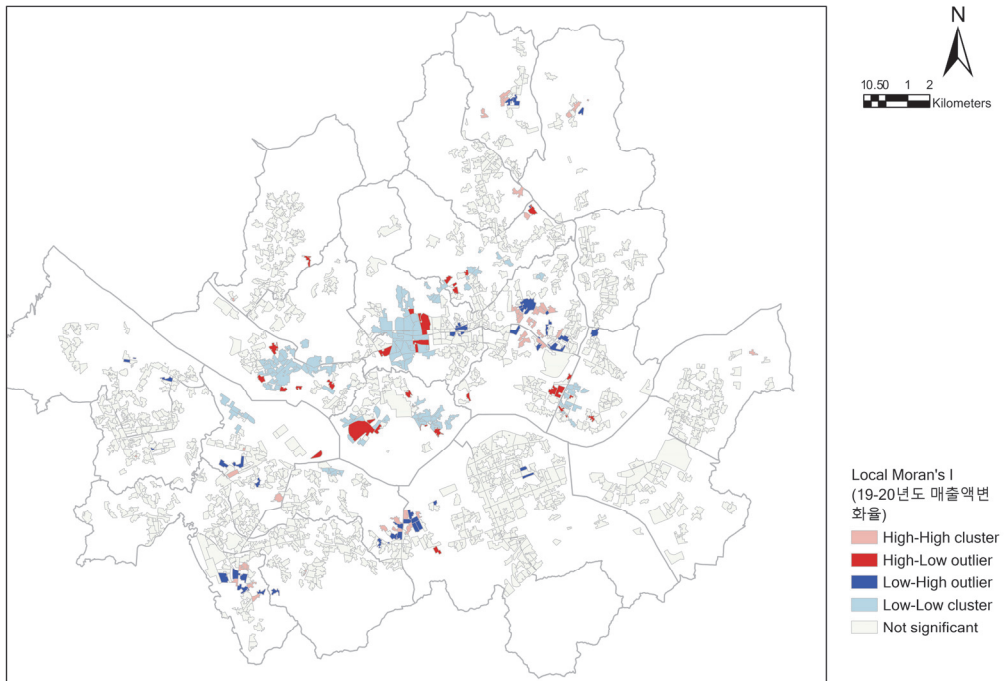 N
10.50 1 2
Kilometers
Local Moran's I
(19-20년도 매출액변
화율)
High-High cluster
High-Low outlier
Low-High outlier
Low-Low cluster
Not significant